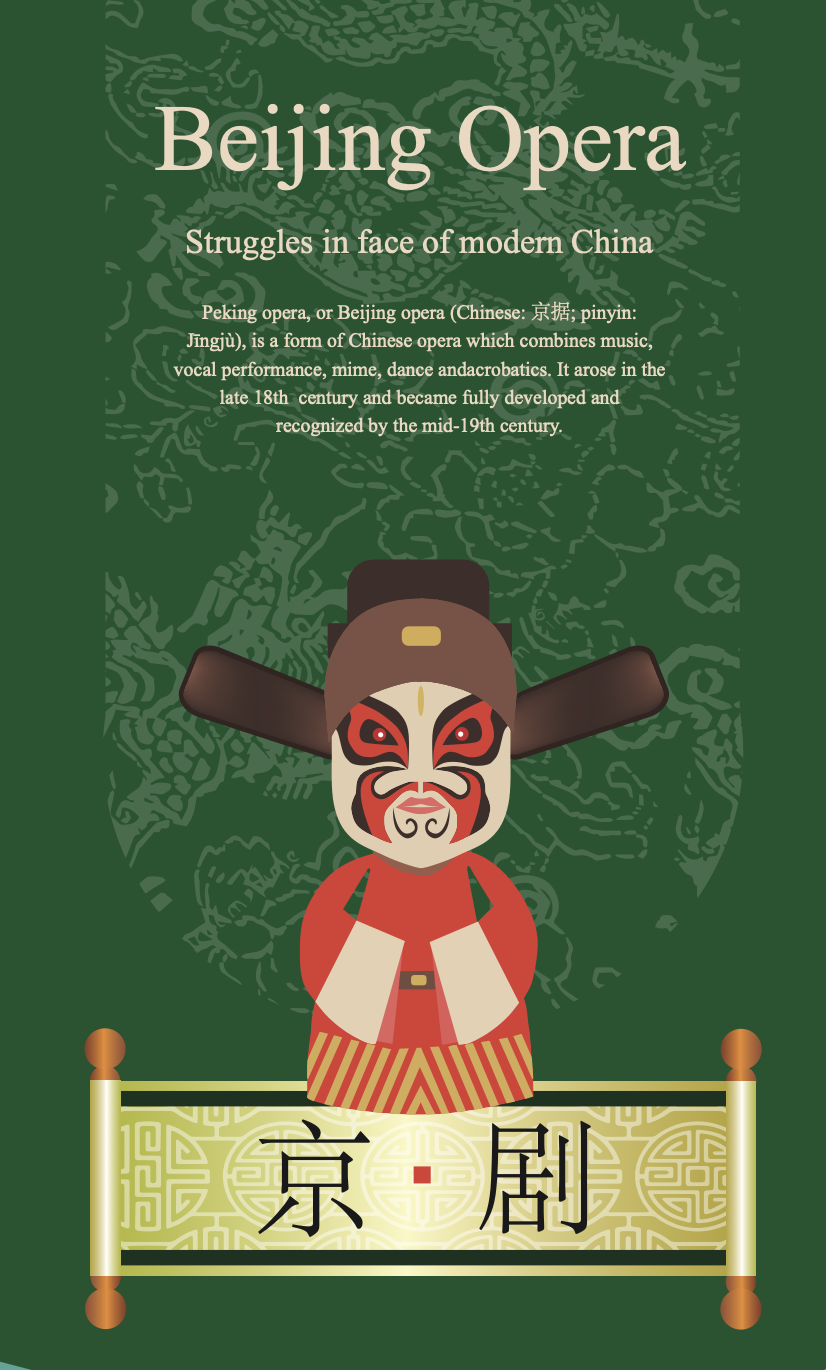 Beijing Opera
Struggles in face of modern China
Peking opera, or Beijing opera (Chinese: 京据; pinyin:
Jīngjù), is a form of Chinese opera which combines music,
vocal performance, mime, dance andacrobatics. It arose in the
late 18th  century and became fully developed and
recognized by the mid-19th century.
京 剧